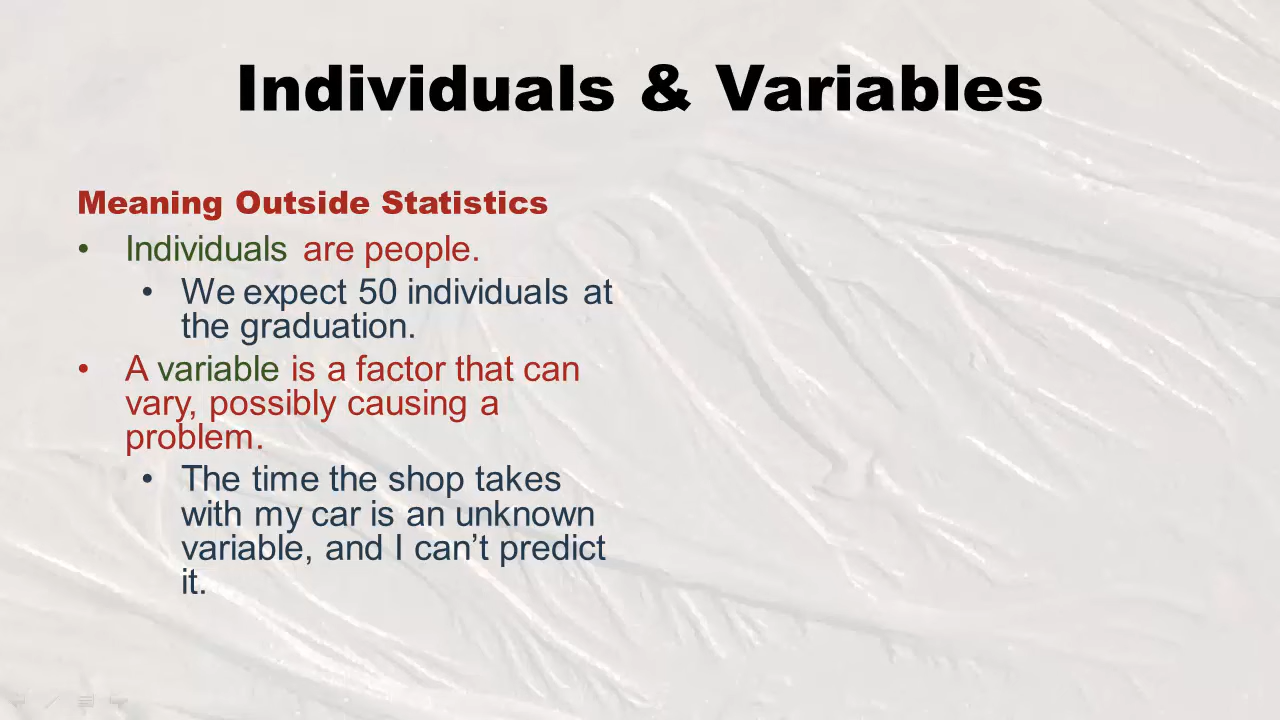 Individuals & Variables
Meaning Outside Statistics
• Individuals are people.
• We expect 50 individuals at
the graduation.
• A variable is a factor that can
vary, possibly causing a
problem.
• The time the shop takes
with my car is an unknown
variable, and I can’t predict
it.